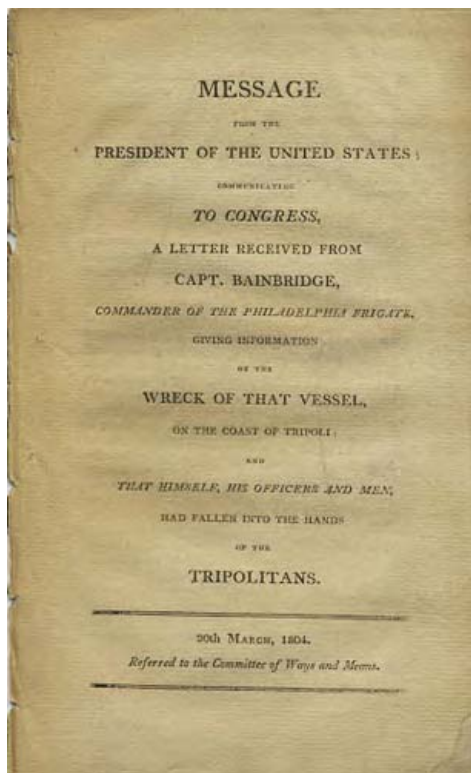 MESSAGE
FROM THE
PRESIDENT OF THE UNITED STATES;
COMMUNICATING
TO CONGRESS,
A LETTER RECEIVED FROM
CAPT. BAINBRIDGE,
COMMANDER OF THE PHILADELPHIA FRIGATE,
GIVING INFORMATION
OF THE
WRECK OF THAT VESSEL,
ON THE COAST OF TRIPOLI;
AND
THAT HIMSELF, HIS OFFICERS AND MEN,
HAD FALLEN INTO THE HANDS
OF THE
TRIPOLITANS.
20th March, 1804.
Referred to the Committee of Ways and Means.